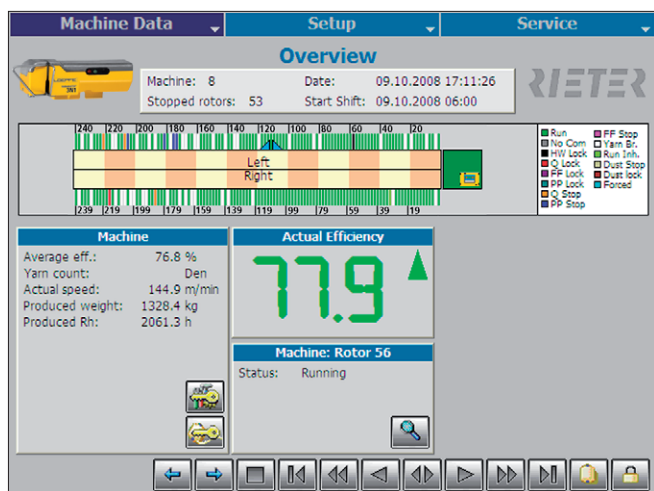 Machine Data Setup Service
Overview
Machine: 8 Date: 09.10.2008 17:11:26
Stopped rotors: 53 Start Shift: 09.10.2008 06:00
RIETER
240 220 200 180 160 140 120 100 80 60 40 20
Left
Right
239 219 199 179 159 139 119 99 79 59 39 19
Run FF Stop
No Com Yarn Br.
HW Lock Run Inh.
Q Lock Dust Stop
FF Lock Dust lock
PP Lock Forced
Q Stop
PP Stop
Machine
Average eff.: 76.8 %
Yarn count: Den
Actual speed: 144.9 m/min
Produced weight: 1328.4 kg
Produced Rh: 2061.3 h
Actual Efficiency
77.9
Machine: Rotor 56
Status: Running